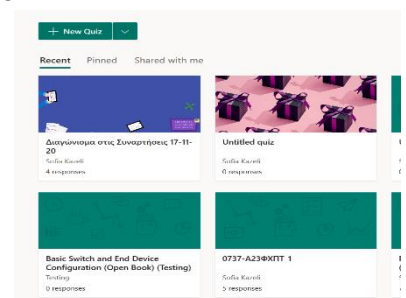 + New Quiz
Recent Pinned Shared with me
Διαγώνισμα στις Συναρτήσεις 17-11-
20
Sofia Kazeli
4 responses
Untitled quiz
Sofia Kazeli
0 responses
Basic Switch and End Device
Configuration (Open Book) (Testing)
Testing
0 responses
0737-Α23ΦΧΠΤ 1
Sofia Kazeli
5 responses